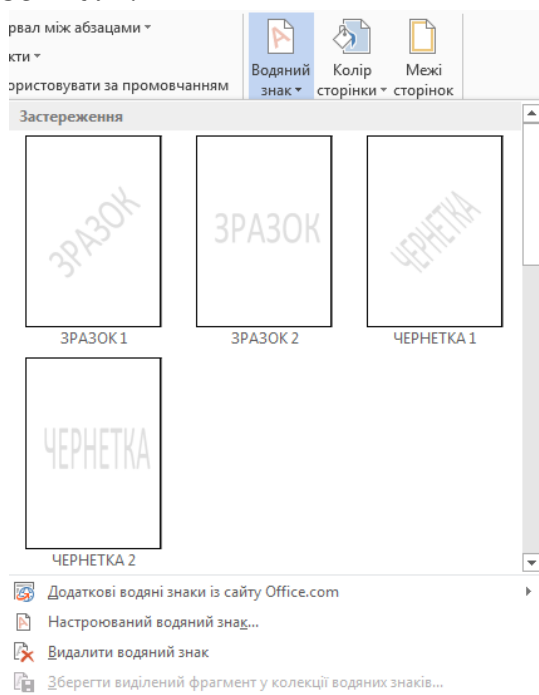 рвал між абзацами
кти
ористовувати за промовчанням
Водяний знак
Колір сторінки
Межі сторінок
Застереження
ЗРАЗОК
ЗРАЗОК
ЧЕРНЕТКА
ЗРАЗОК 1
ЗРАЗОК 2
ЧЕРНЕТКА 1
ЧЕРНЕТКА
ЧЕРНЕТКА 2
Додаткові водяні знаки із сайту Office.com
Настроюваний водяний знак...
Видалити водяний знак
Зберегти виділений фрагмент у колекції водяних знаків...